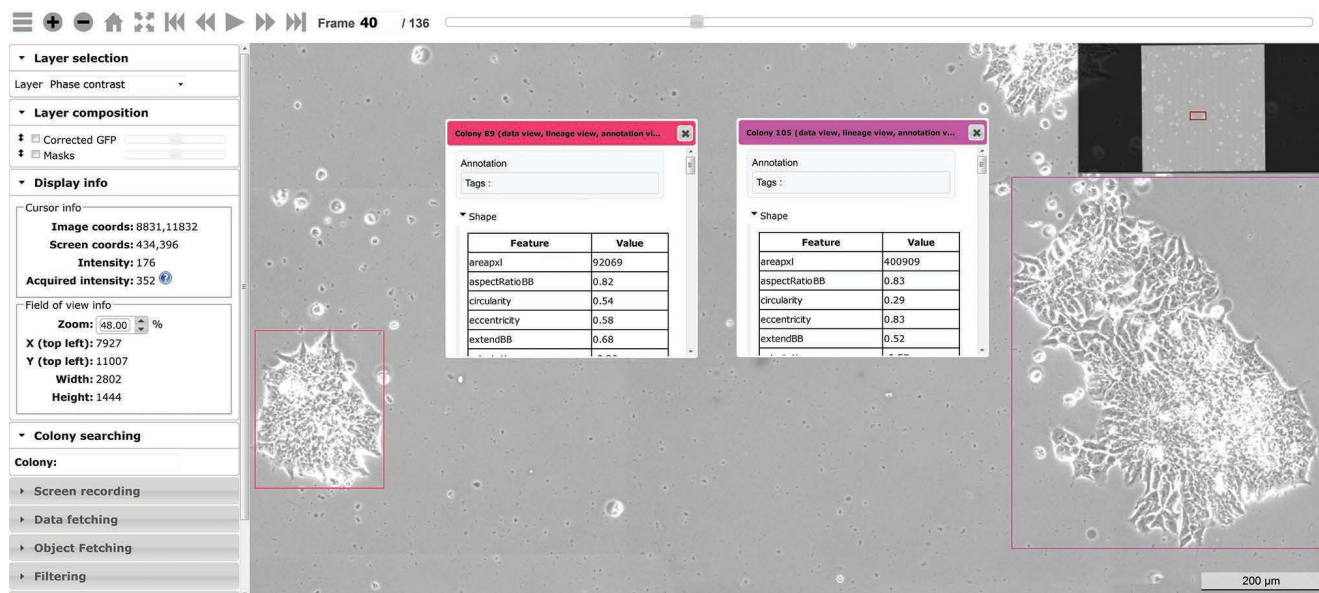 Frame 40 / 136
Layer selection
Layer Phase contrast
Layer composition
Corrected GFP
Masks
Display info
Cursor info
Image coords: 8831,11832
Screen coords: 434,396
Intensity: 176
Acquired intensity: 352 ?
Field of view info
Zoom: 48.00 %
X (top left): 7927
Y (top left): 11007
Width: 2802
Height: 1444
Colony searching
Colony:
Screen recording
Data fetching
Object Fetching
Filtering
Colony 89 (data view, lineage view, annotation vi...
Annotation
Tags :
Shape
Feature Value
areapxl 92069
aspectRatioBB 0.82
circularity 0.54
eccentricity 0.58
extendBB 0.68
Colony 105 (data view, lineage view, annotation v...
Annotation
Tags :
Shape
Feature Value
areapxl 400909
aspectRatioBB 0.83
circularity 0.29
eccentricity 0.83
extendBB 0.52
200 µm